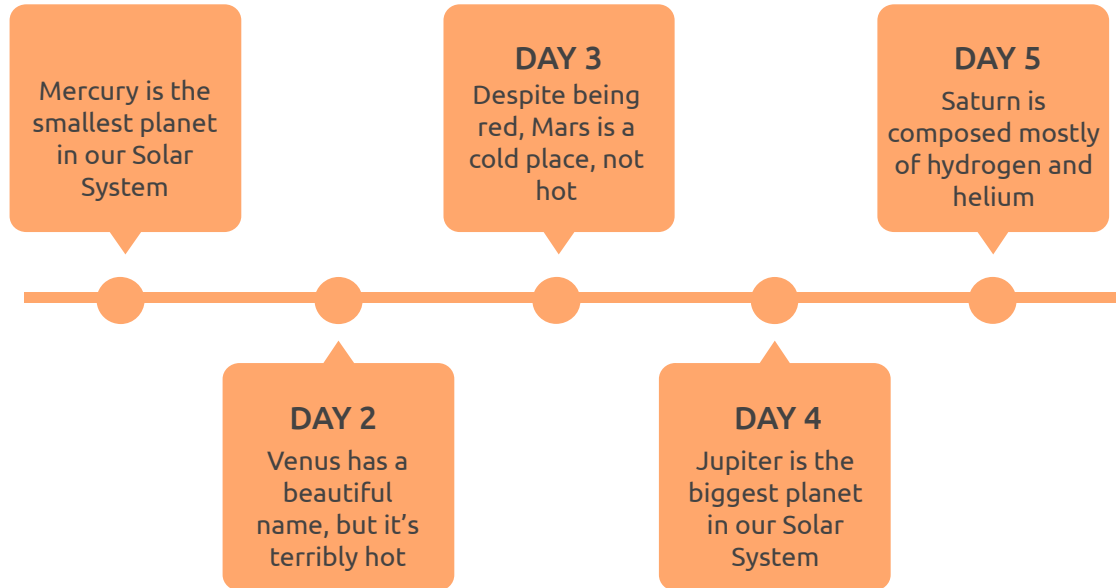 Mercury is the
smallest planet
in our Solar
System
DAY 2
Venus has a
beautiful
name, but it’s
terribly hot
DAY 3
Despite being
red, Mars is a
cold place, not
hot
DAY 4
Jupiter is the
biggest planet
in our Solar
System
DAY 5
Saturn is
composed mostly
of hydrogen and
helium